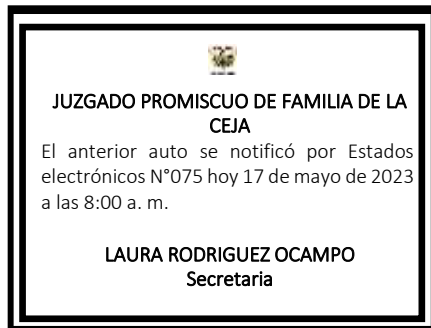 JUZGADO PROMISCUO DE FAMILIA DE LA
CEJA
El anterior auto se notificó por Estados
electrónicos N°075 hoy 17 de mayo de 2023
a las 8:00 a. m.
LAURA RODRIGUEZ OCAMPO
Secretaria